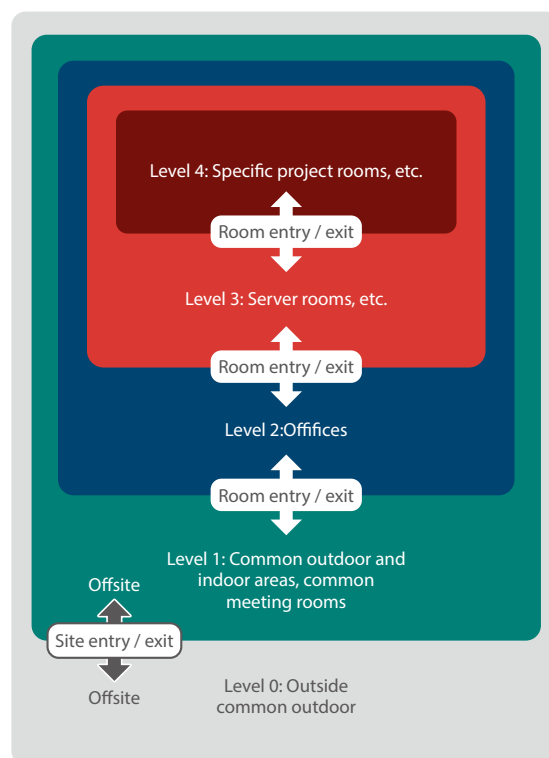 Level 4: Specific project rooms, etc.
Room entry / exit
Level 3: Server rooms, etc.
Room entry / exit
Level 2:Offifices
Room entry / exit
Level 1: Common outdoor and
indoor areas, common
meeting rooms
Offsite
Site entry / exit
Offsite
Level 0: Outside
common outdoor